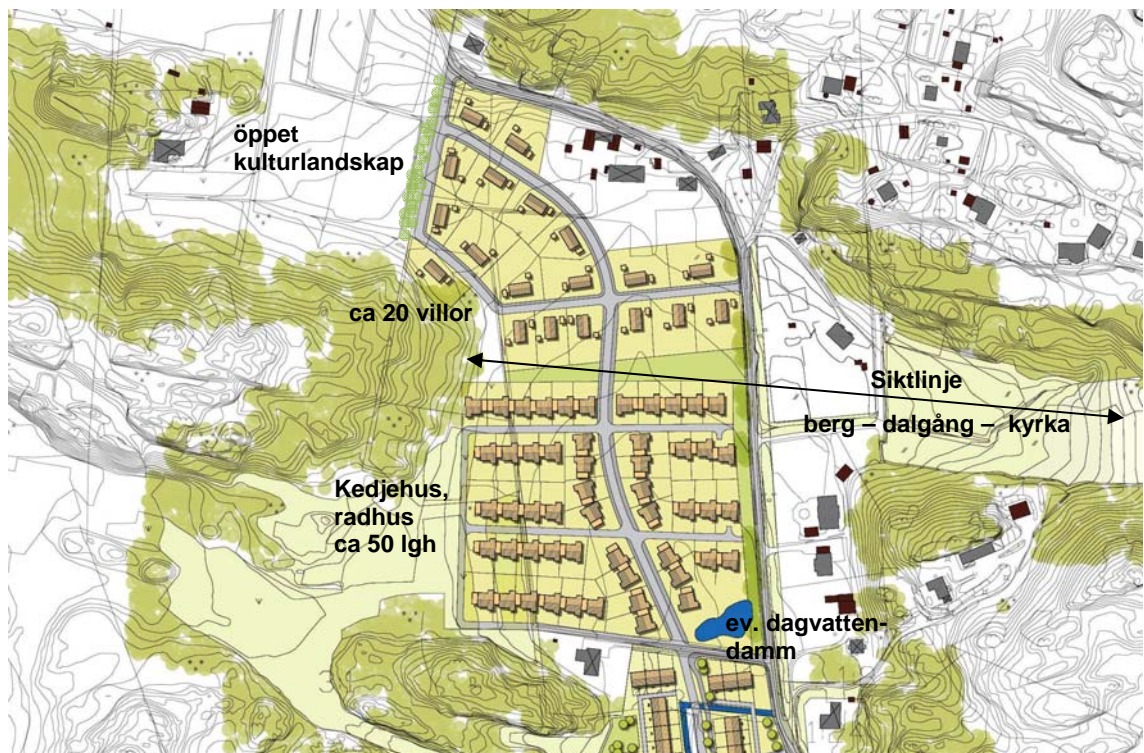 öppet
kulturlandskap
ca 20 villor
Siktlinje
berg – dalgång – kyrka
Kedjehus,
radhus
ca 50 lgh
ev. dagvatten-
damm